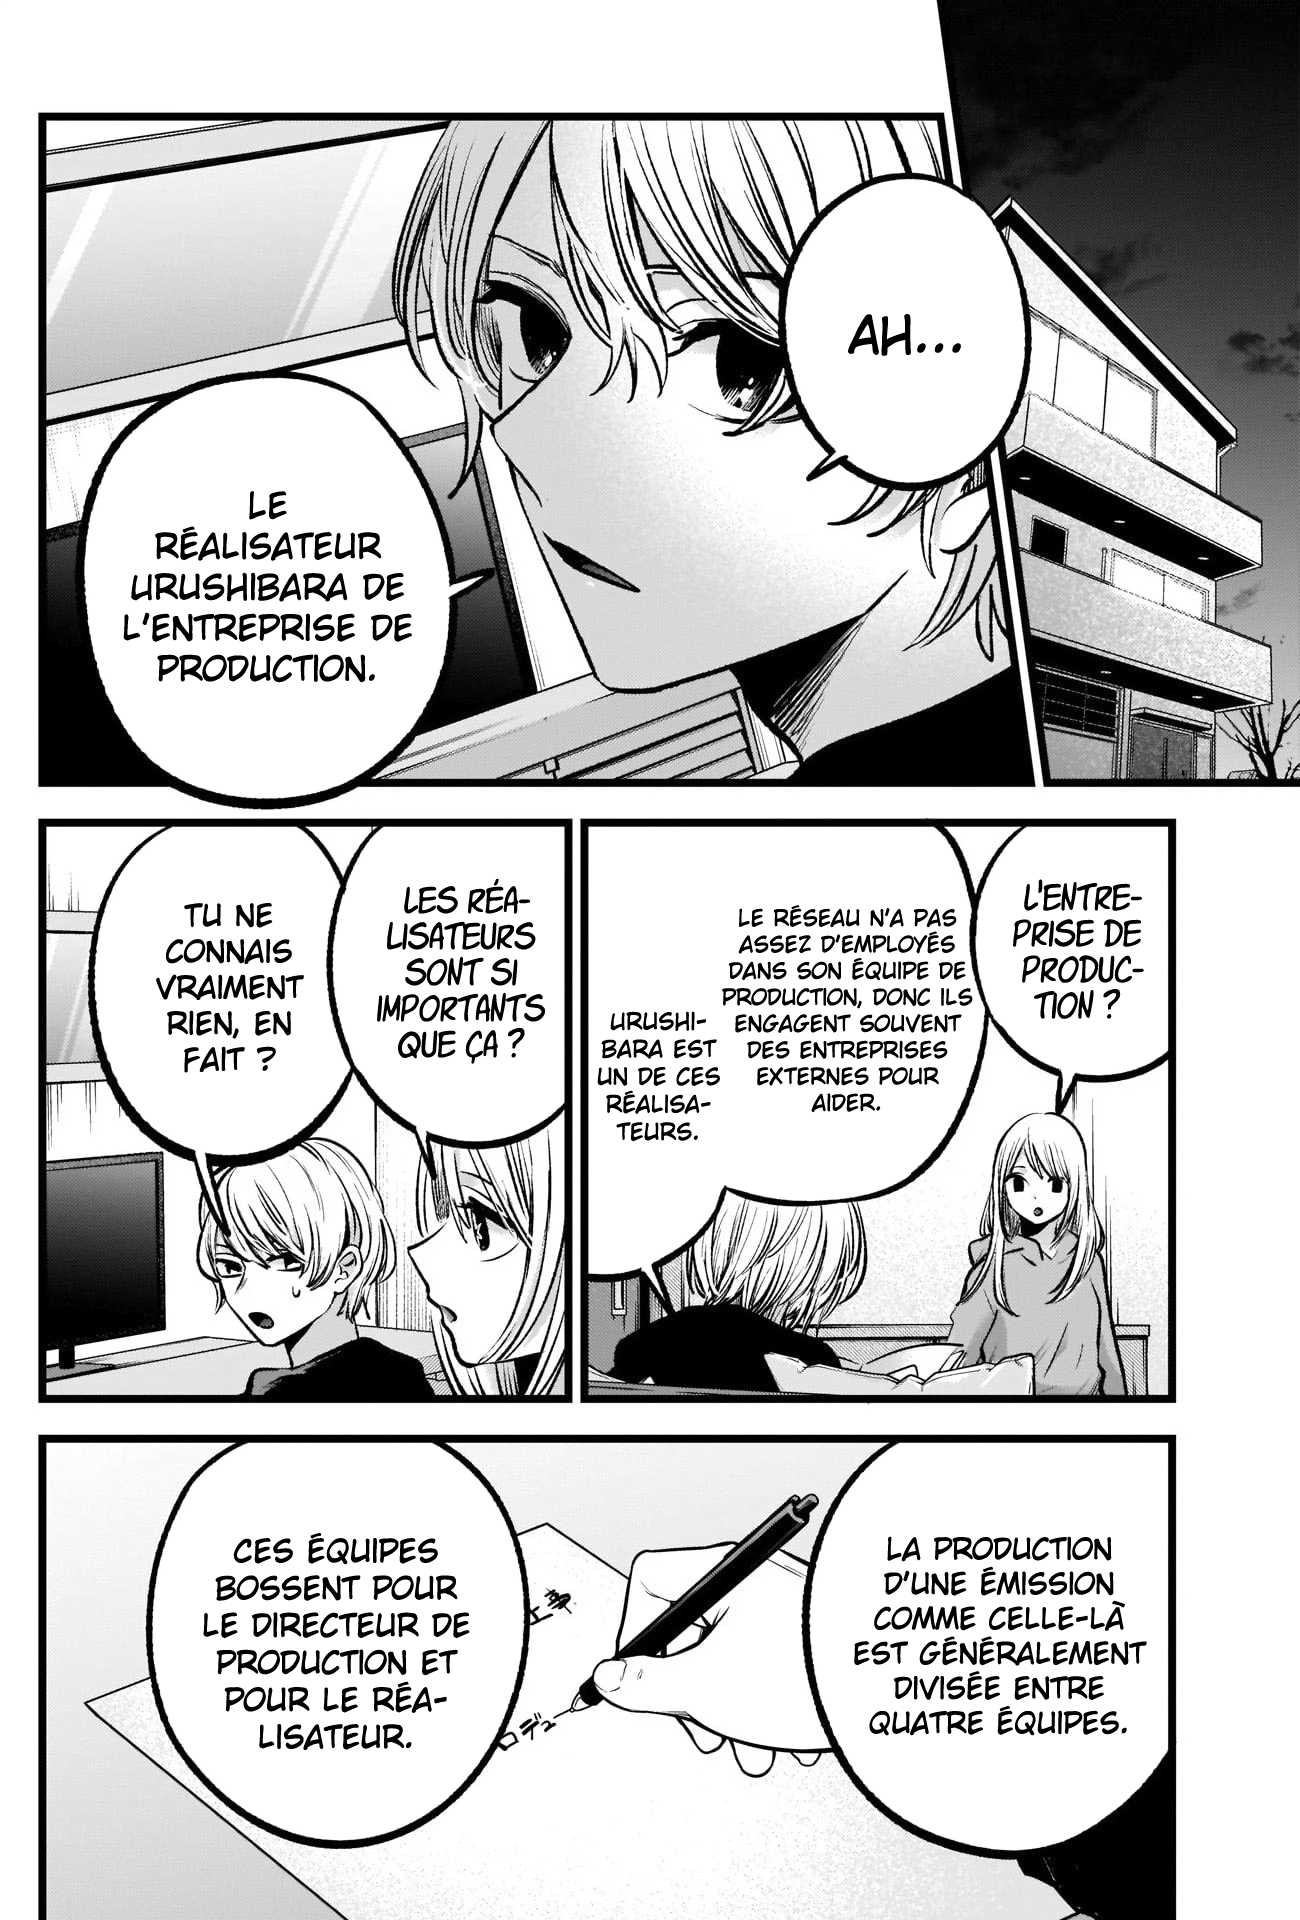 AH...
LE
RÉALISATEUR
URUSHIBARA DE
L'ENTREPRISE DE
PRODUCTION.
L'ENTRE-
PRISE DE
PRODUC-
TION ?
LE RÉSEAU N'A PAS
ASSEZ D'EMPLOYÉS
DANS SON ÉQUIPE DE
PRODUCTION, DONC ILS
ENGAGENT SOUVENT
DES ENTREPRISES
EXTERNES POUR
AIDER.
URUSHI-
BARA EST
UN DE CES
RÉALISA-
TEURS.
LES RÉA-
LISATEURS
SONT SI
IMPORTANTS
QUE ÇA ?
TU NE
CONNAIS
VRAIMENT
RIEN, EN
FAIT ?
LA PRODUCTION
D'UNE ÉMISSION
COMME CELLE-LÀ
EST GÉNÉRALEMENT
DIVISÉE ENTRE
QUATRE ÉQUIPES.
CES ÉQUIPES
BOSSENT POUR
LE DIRECTEUR DE
PRODUCTION ET
POUR LE RÉA-
LISATEUR.
ロデュ